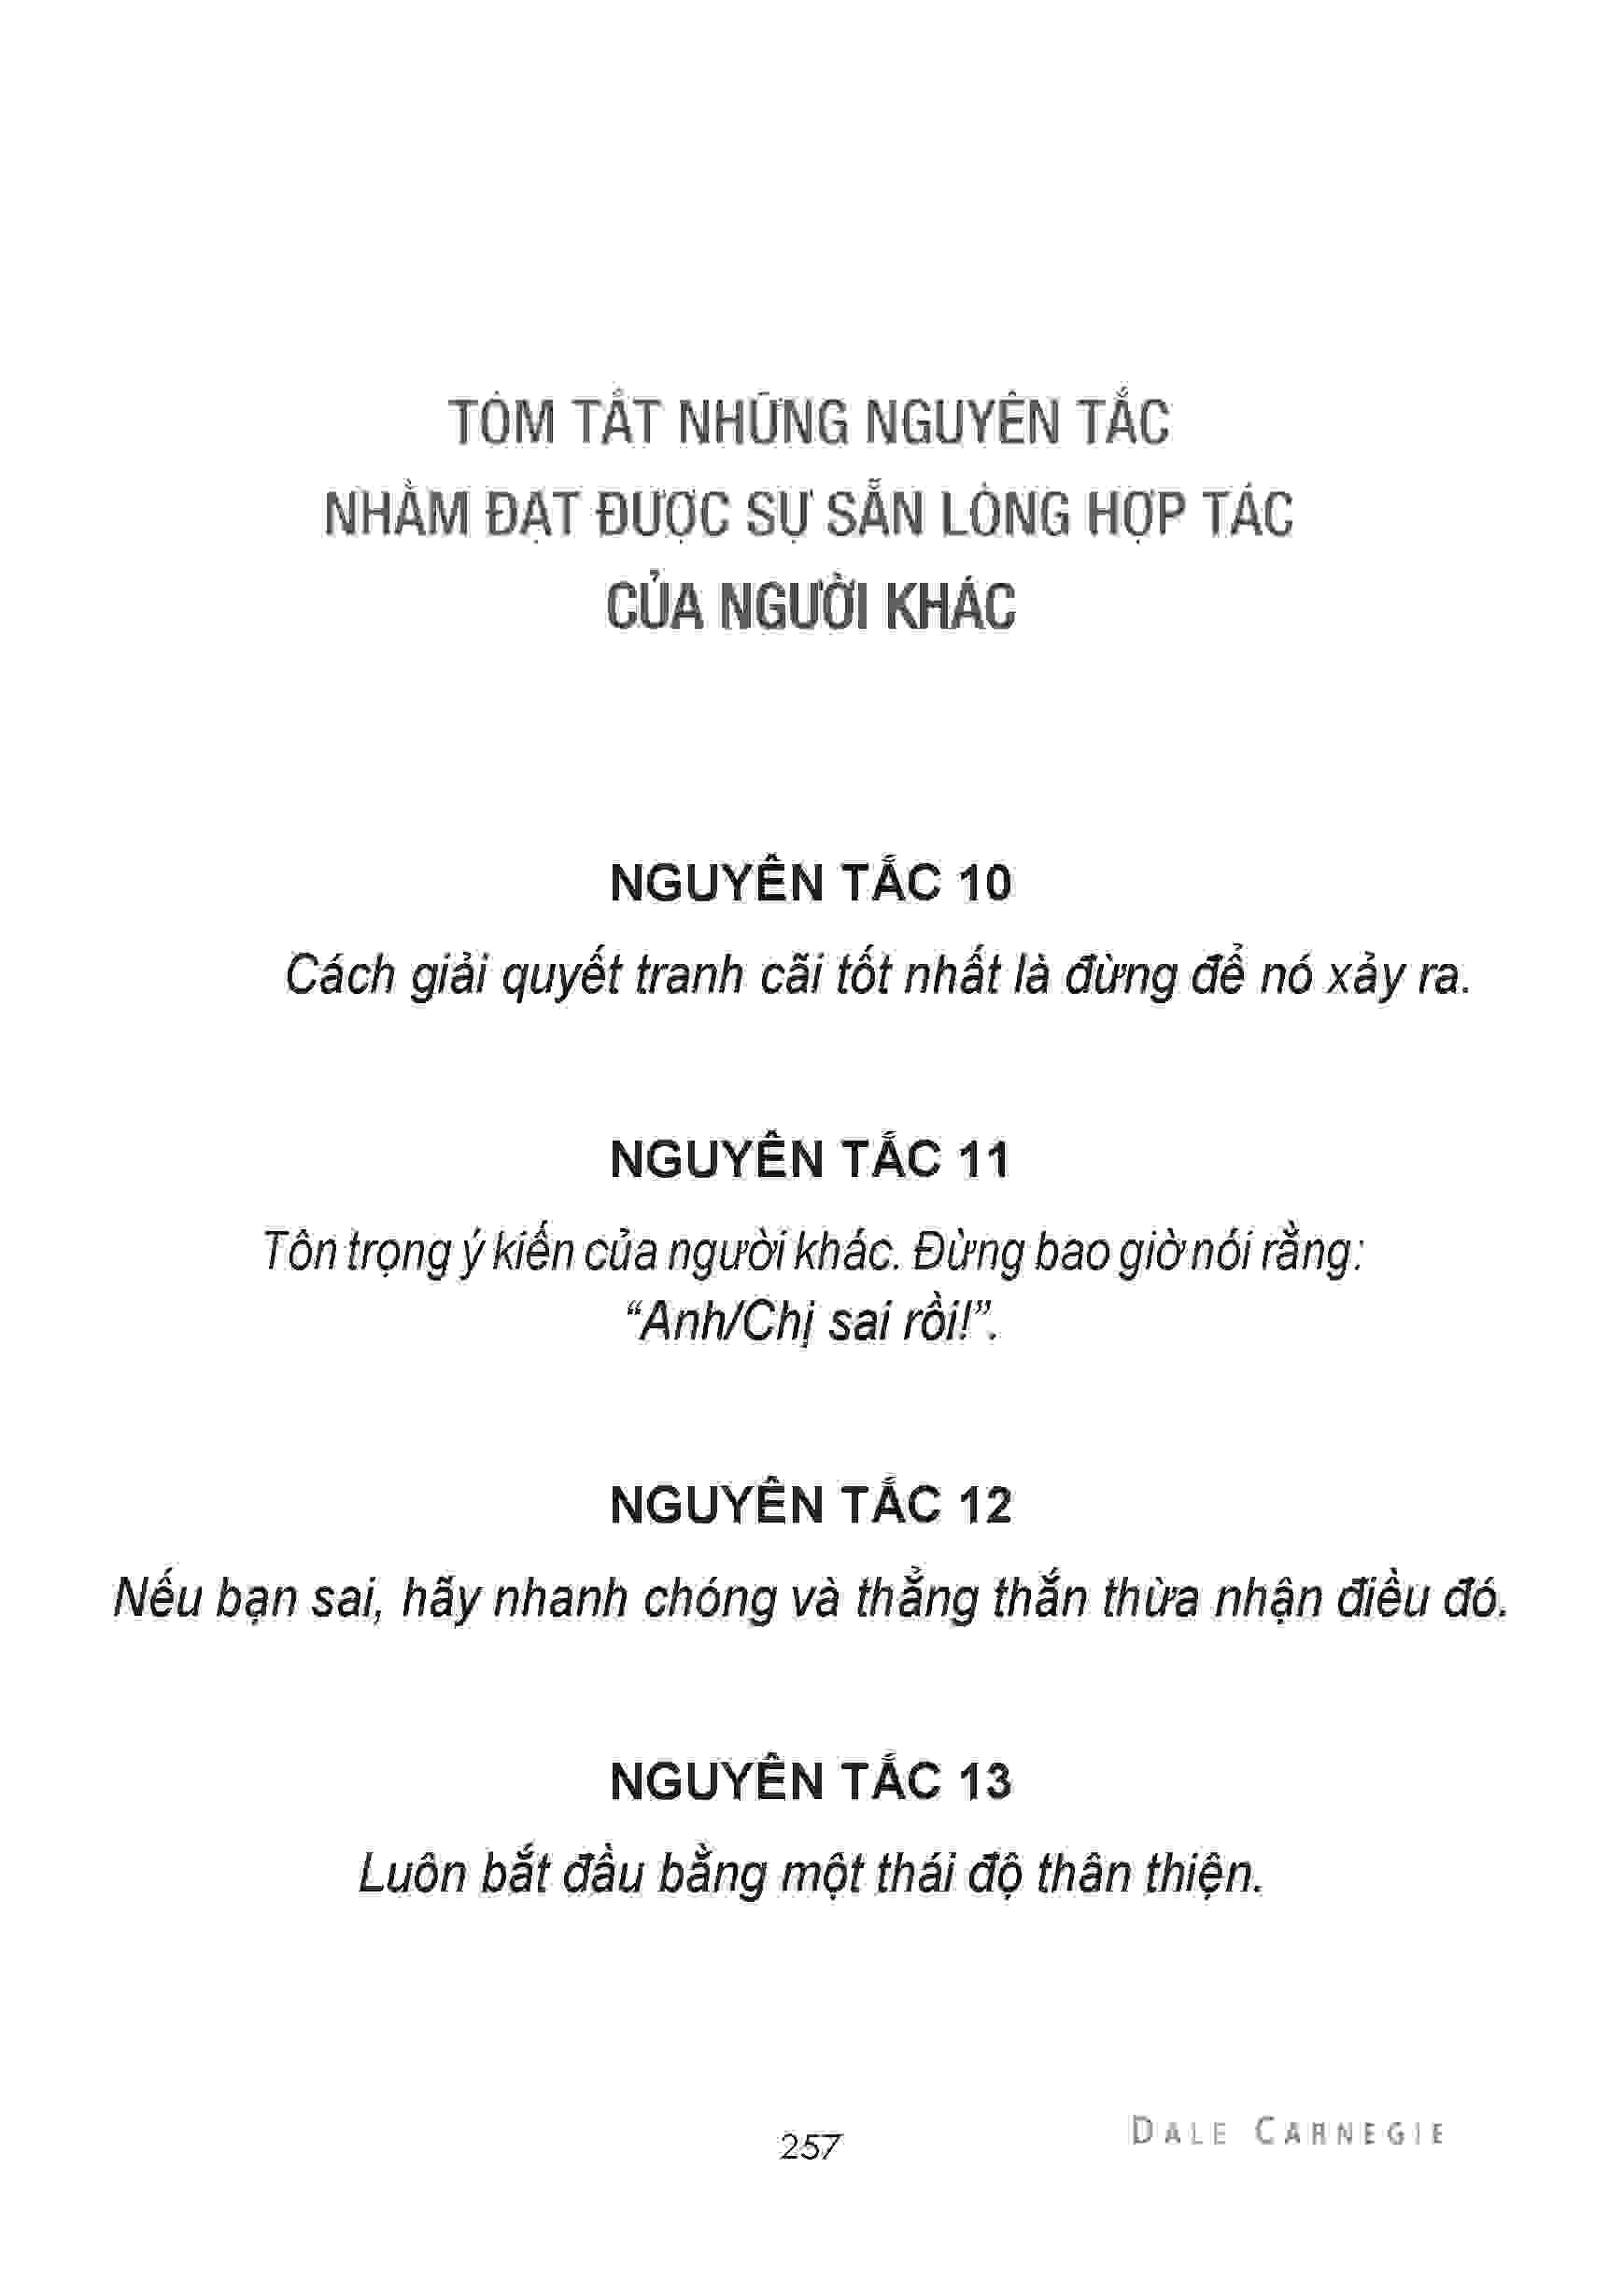 TÓM TẮT NHỮNG NGUYÊN TẮC
NHẰM ĐẠT ĐƯỢC SỰ SẴN LÒNG HỢP TÁC
CỦA NGƯỜI KHÁC
NGUYÊN TẮC 10
Cách giải quyết tranh cãi tốt nhất là đừng để nó xảy ra.
NGUYÊN TẮC 11
Tôn trọng ý kiến của người khác. Đừng bao giờ nói rằng:
“Anh/Chị sai rồi!”.
NGUYÊN TẮC 12
Nếu bạn sai, hãy nhanh chóng và thẳng thắn thừa nhận điều đó.
NGUYÊN TẮC 13
Luôn bắt đầu bằng một thái độ thân thiện.
257
DALE CARNEGIE